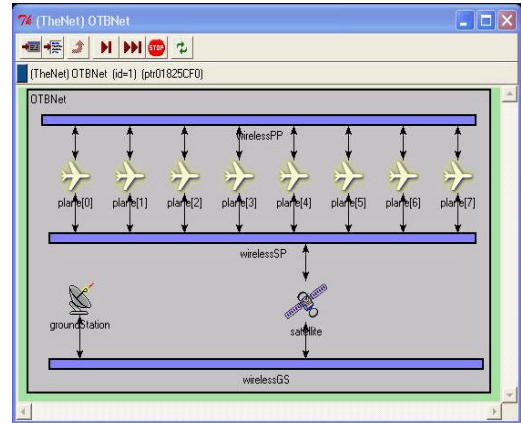 (TheNet) OTBNet
STOP
(TheNet) OTBNet (id=1) (ptr01825CF0)
OTBNet
wirelessPP
plane[0] plane[1] plane[2] plane[3] plane[4] plane[5] plane[6] plane[7]
wirelessSP
groundStation
satellite
wirelessGS